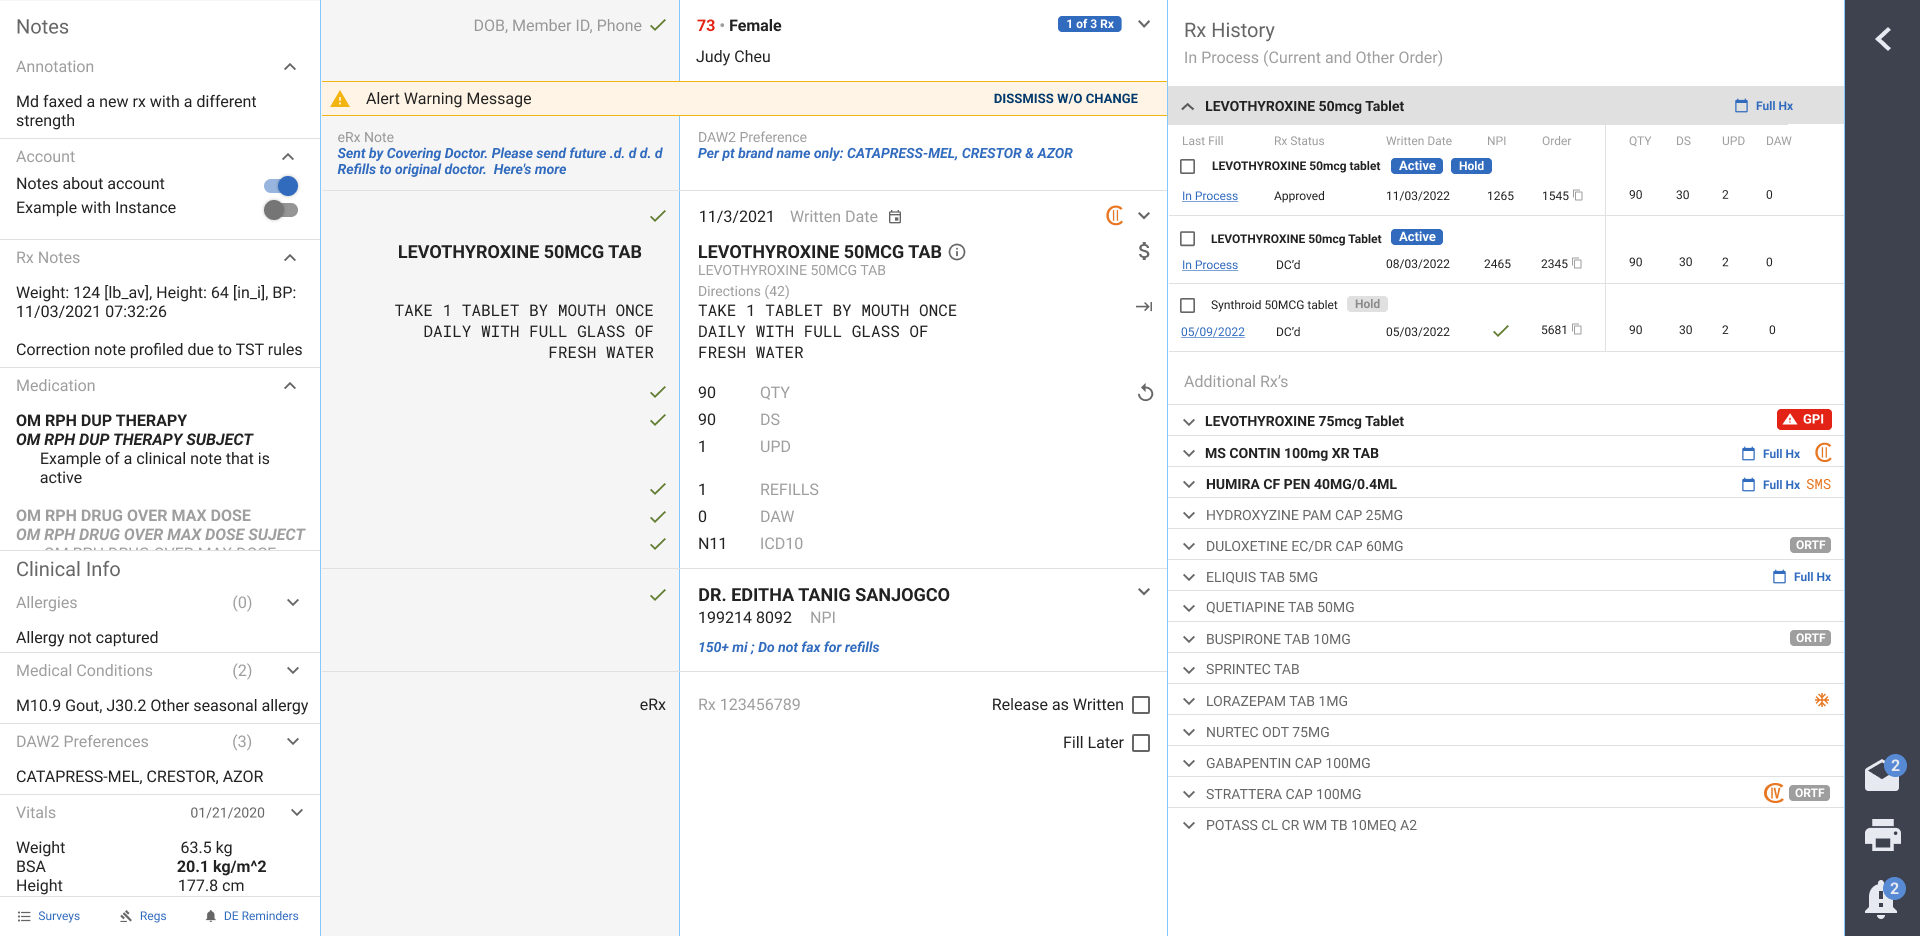 Notes
Annotation
Md faxed a new rx with a different
strength
Account
Notes about account
Example with Instance
Rx Notes
Weight: 124 [lb_av], Height: 64 [in_i], BP:
11/03/2021 07:32:26
Correction note profiled due to TST rules
Medication
OM RPH DUP THERAPY
OM RPH DUP THERAPY SUBJECT
Example of a clinical note that is
active
OM RPH DRUG OVER MAX DOSE
OM RPH DRUG OVER MAX DOSE SUJECT
OM RPH DRUG OVER MAX DOSE
Clinical Info
Allergies (0)
Allergy not captured
Medical Conditions (2)
M10.9 Gout, J30.2 Other seasonal allergy
DAW2 Preferences (3)
CATAPRESS-MEL, CRESTOR, AZOR
Vitals 01/21/2020
Weight 63.5 kg
BSA 20.1 kg/m^2
Height 177.8 cm
Surveys Regs DE Reminders
DOB, Member ID, Phone
73 • Female 1 of 3 Rx
Judy Cheu
Alert Warning Message DISSMISS W/O CHANGE
eRx Note
Sent by Covering Doctor. Please send future .d. d d. d
Refills to original doctor. Here's more
DAW2 Preference
Per pt brand name only: CATAPRESS-MEL, CRESTOR & AZOR
11/3/2021 Written Date CII
LEVOTHYROXINE 50MCG TAB
LEVOTHYROXINE 50MCG TAB $
LEVOTHYROXINE 50MCG TAB
Directions (42)
TAKE 1 TABLET BY MOUTH ONCE
DAILY WITH FULL GLASS OF
FRESH WATER
TAKE 1 TABLET BY MOUTH ONCE
DAILY WITH FULL GLASS OF
FRESH WATER
90 QTY
90 DS
1 UPD
1 REFILLS
0 DAW
N11 ICD10
DR. EDITHA TANIG SANJOGCO
199214 8092 NPI
150+ mi ; Do not fax for refills
eRx
Rx 123456789 Release as Written
Fill Later
Rx History
In Process (Current and Other Order)
LEVOTHYROXINE 50mcg Tablet Full Hx
Last Fill Rx Status Written Date NPI Order QTY DS UPD DAW
LEVOTHYROXINE 50mcg tablet Active Hold
In Process Approved 11/03/2022 1265 1545 90 30 2 0
LEVOTHYROXINE 50mcg Tablet Active
In Process DC'd 08/03/2022 2465 2345 90 30 2 0
Synthroid 50MCG tablet Hold
05/09/2022 DC'd 05/03/2022 5681 90 30 2 0
Additional Rx's
LEVOTHYROXINE 75mcg Tablet GPI
MS CONTIN 100mg XR TAB Full Hx CII
HUMIRA CF PEN 40MG/0.4ML Full Hx SMS
HYDROXYZINE PAM CAP 25MG
DULOXETINE EC/DR CAP 60MG ORTF
ELIQUIS TAB 5MG Full Hx
QUETIAPINE TAB 50MG
BUSPIRONE TAB 10MG ORTF
SPRINTEC TAB
LORAZEPAM TAB 1MG
NURTEC ODT 75MG
GABAPENTIN CAP 100MG
STRATTERA CAP 100MG CIV ORTF
POTASS CL CR WM TB 10MEQ A2
2
2